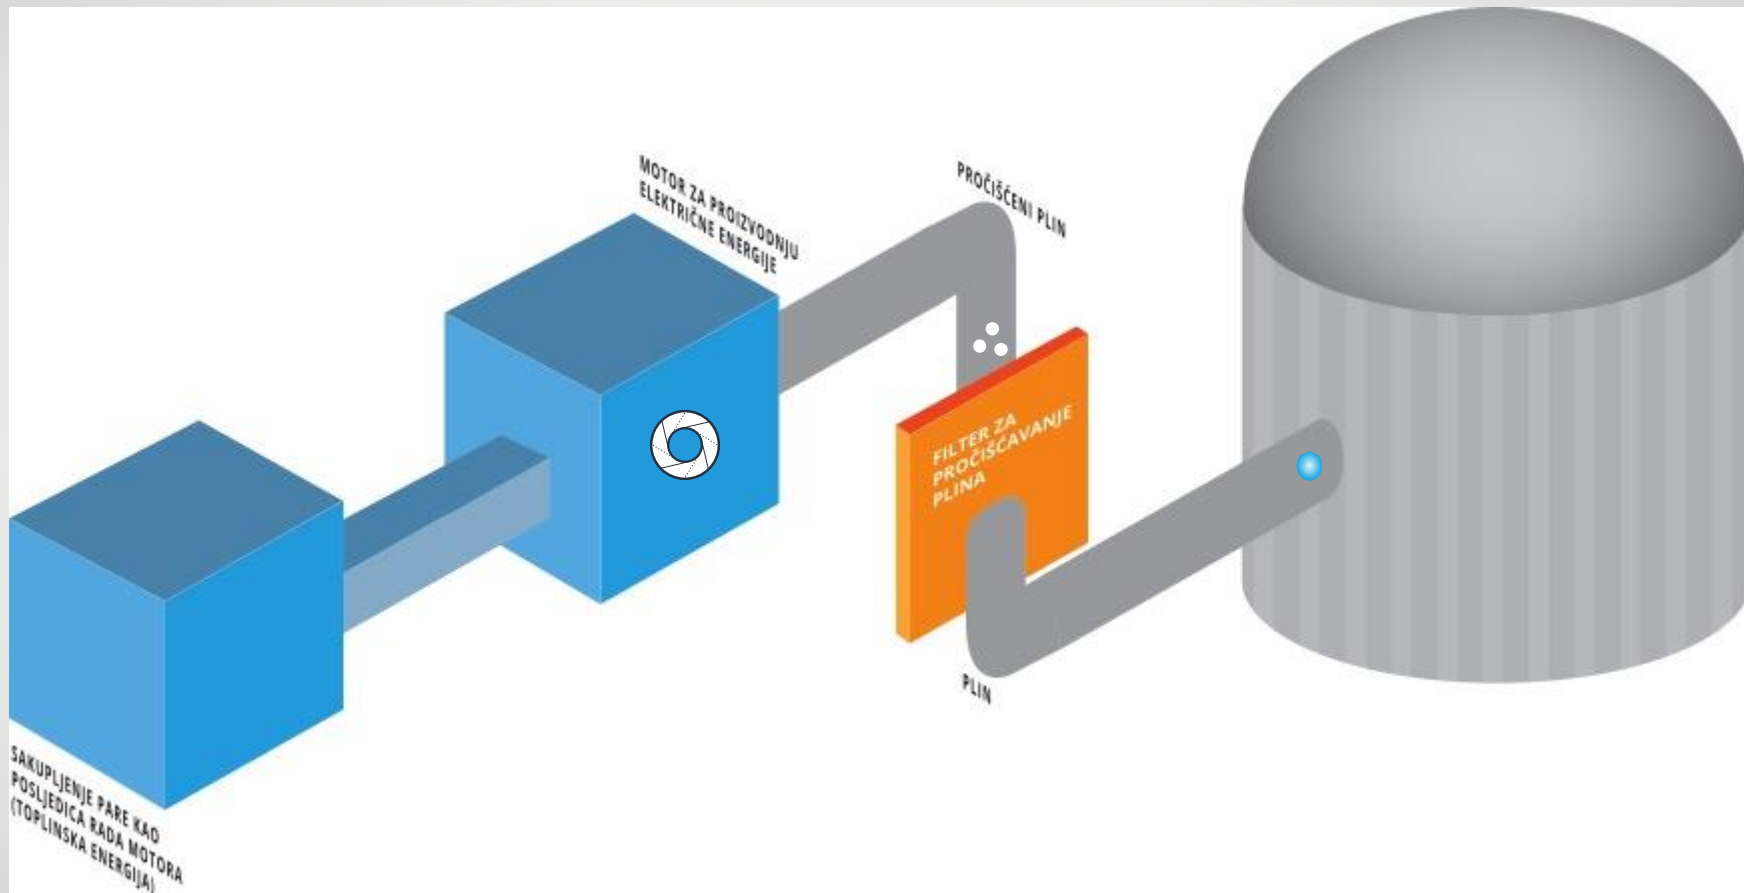 MOTOR ZA PROIZVODNJU
ELEKTRIČNE ENERGIJE
PROČIŠĆENI PLIN
FILTER ZA
PROČIŠĆAVANJE
PLINA
PLIN
SAKUPLJENJE PARE KAO
POSLJEDICA RADA MOTORA
(TOPLINSKA ENERGIJA)